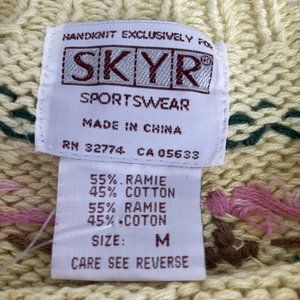 HANDKNIT EXCLUSIVELY FOR
SKYR®
SPORTSWEAR
MADE IN CHINA
RN 32774 CA 05633
55% RAMIE
45% COTTON
55% RAMIE
45% COTON
SIZE: M
CARE SEE REVERSE